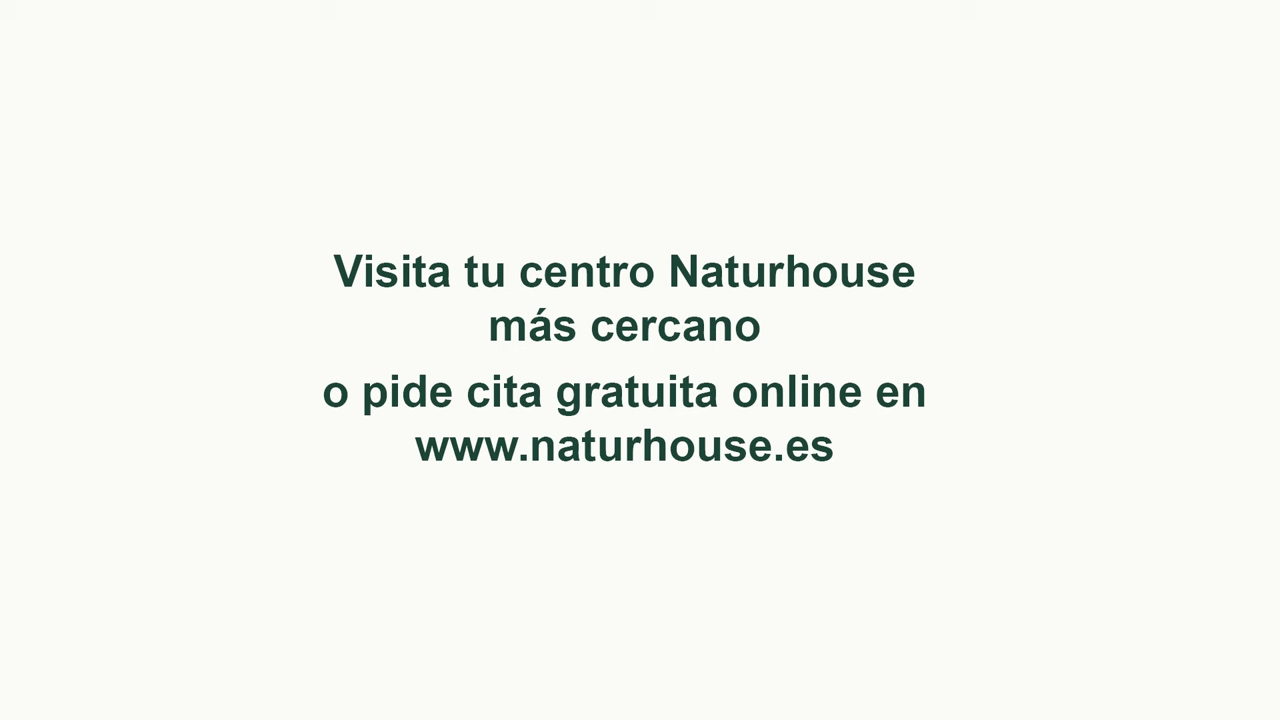 Visita tu centro Naturhouse
más cercano
o pide cita gratuita online en
www.naturhouse.es